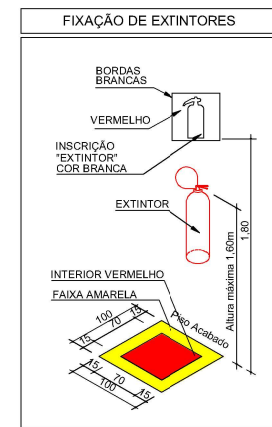 FIXAÇÃO DE EXTINTORES
BORDAS
BRANCAS
VERMELHO
INSCRIÇÃO
"EXTINTOR"
COR BRANCA
EXTINTOR
1,80
Altura máxima 1,60m
INTERIOR VERMELHO
FAIXA AMARELA
Piso Acabado
100
15
70
15
15
70
15
100